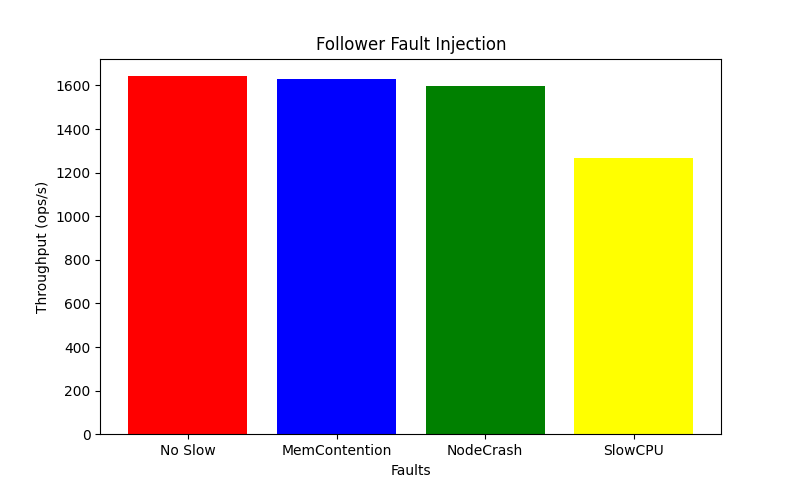 Follower Fault Injection
Throughput (ops/s)
1600
1400
1200
1000
800
600
400
200
0
No Slow MemContention NodeCrash SlowCPU
Faults